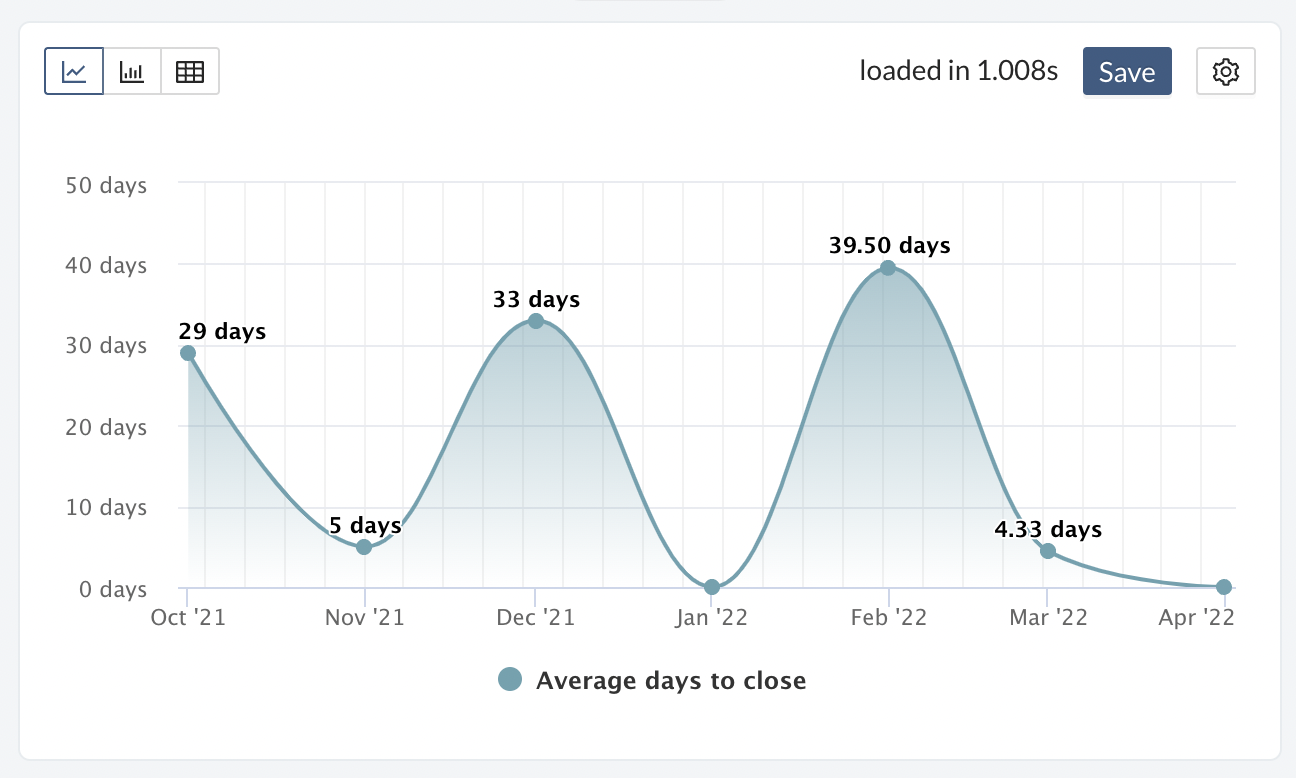 loaded in 1.008s Save
50 days
40 days
39.50 days
33 days
30 days
29 days
20 days
10 days
5 days
4.33 days
0 days
Oct '21 Nov '21 Dec '21 Jan '22 Feb '22 Mar '22 Apr '22
Average days to close